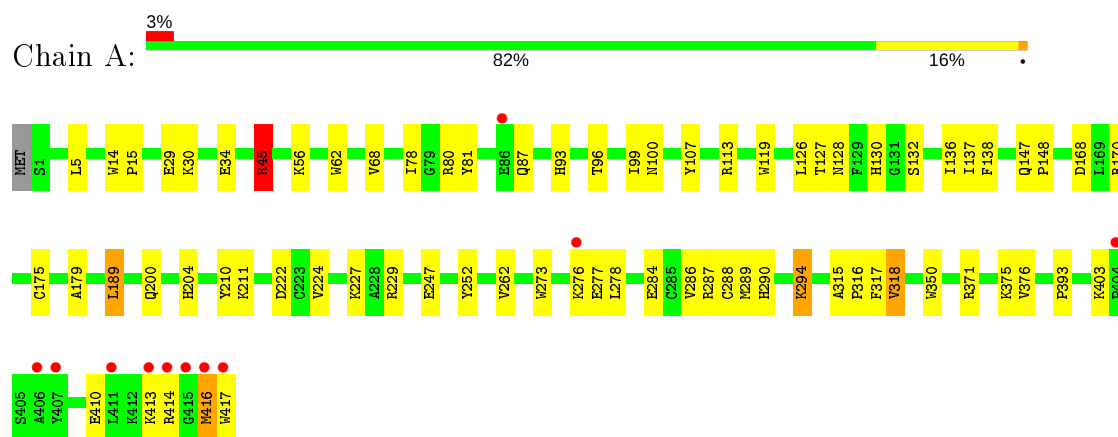 3%
Chain A:
82% 16% •
MET S1 L5 W14 P15 E29 K30 E34 R45 K56 W62 V68 I78 G79 R80 Y81 E86 Q87 H93 T96 I99 N100 Y107 R113 W119 L126 T127 N128 F129 H130 G131 S132 I136 I137 F138 Q147 P148 D168 L169 R170
C175 A179 L189 Q200 H204 Y210 K211 D222 C223 V224 K227 A228 R229 E247 Y252 V262 W273 K276 E277 L278 E284 C285 V286 R287 C288 M289 H290 K294 A315 P316 F317 V318 W350 R371 K375 V376 P393 K403
S405 A406 Y407 E410 L411 K412 K413 R414 G415 M416 W417